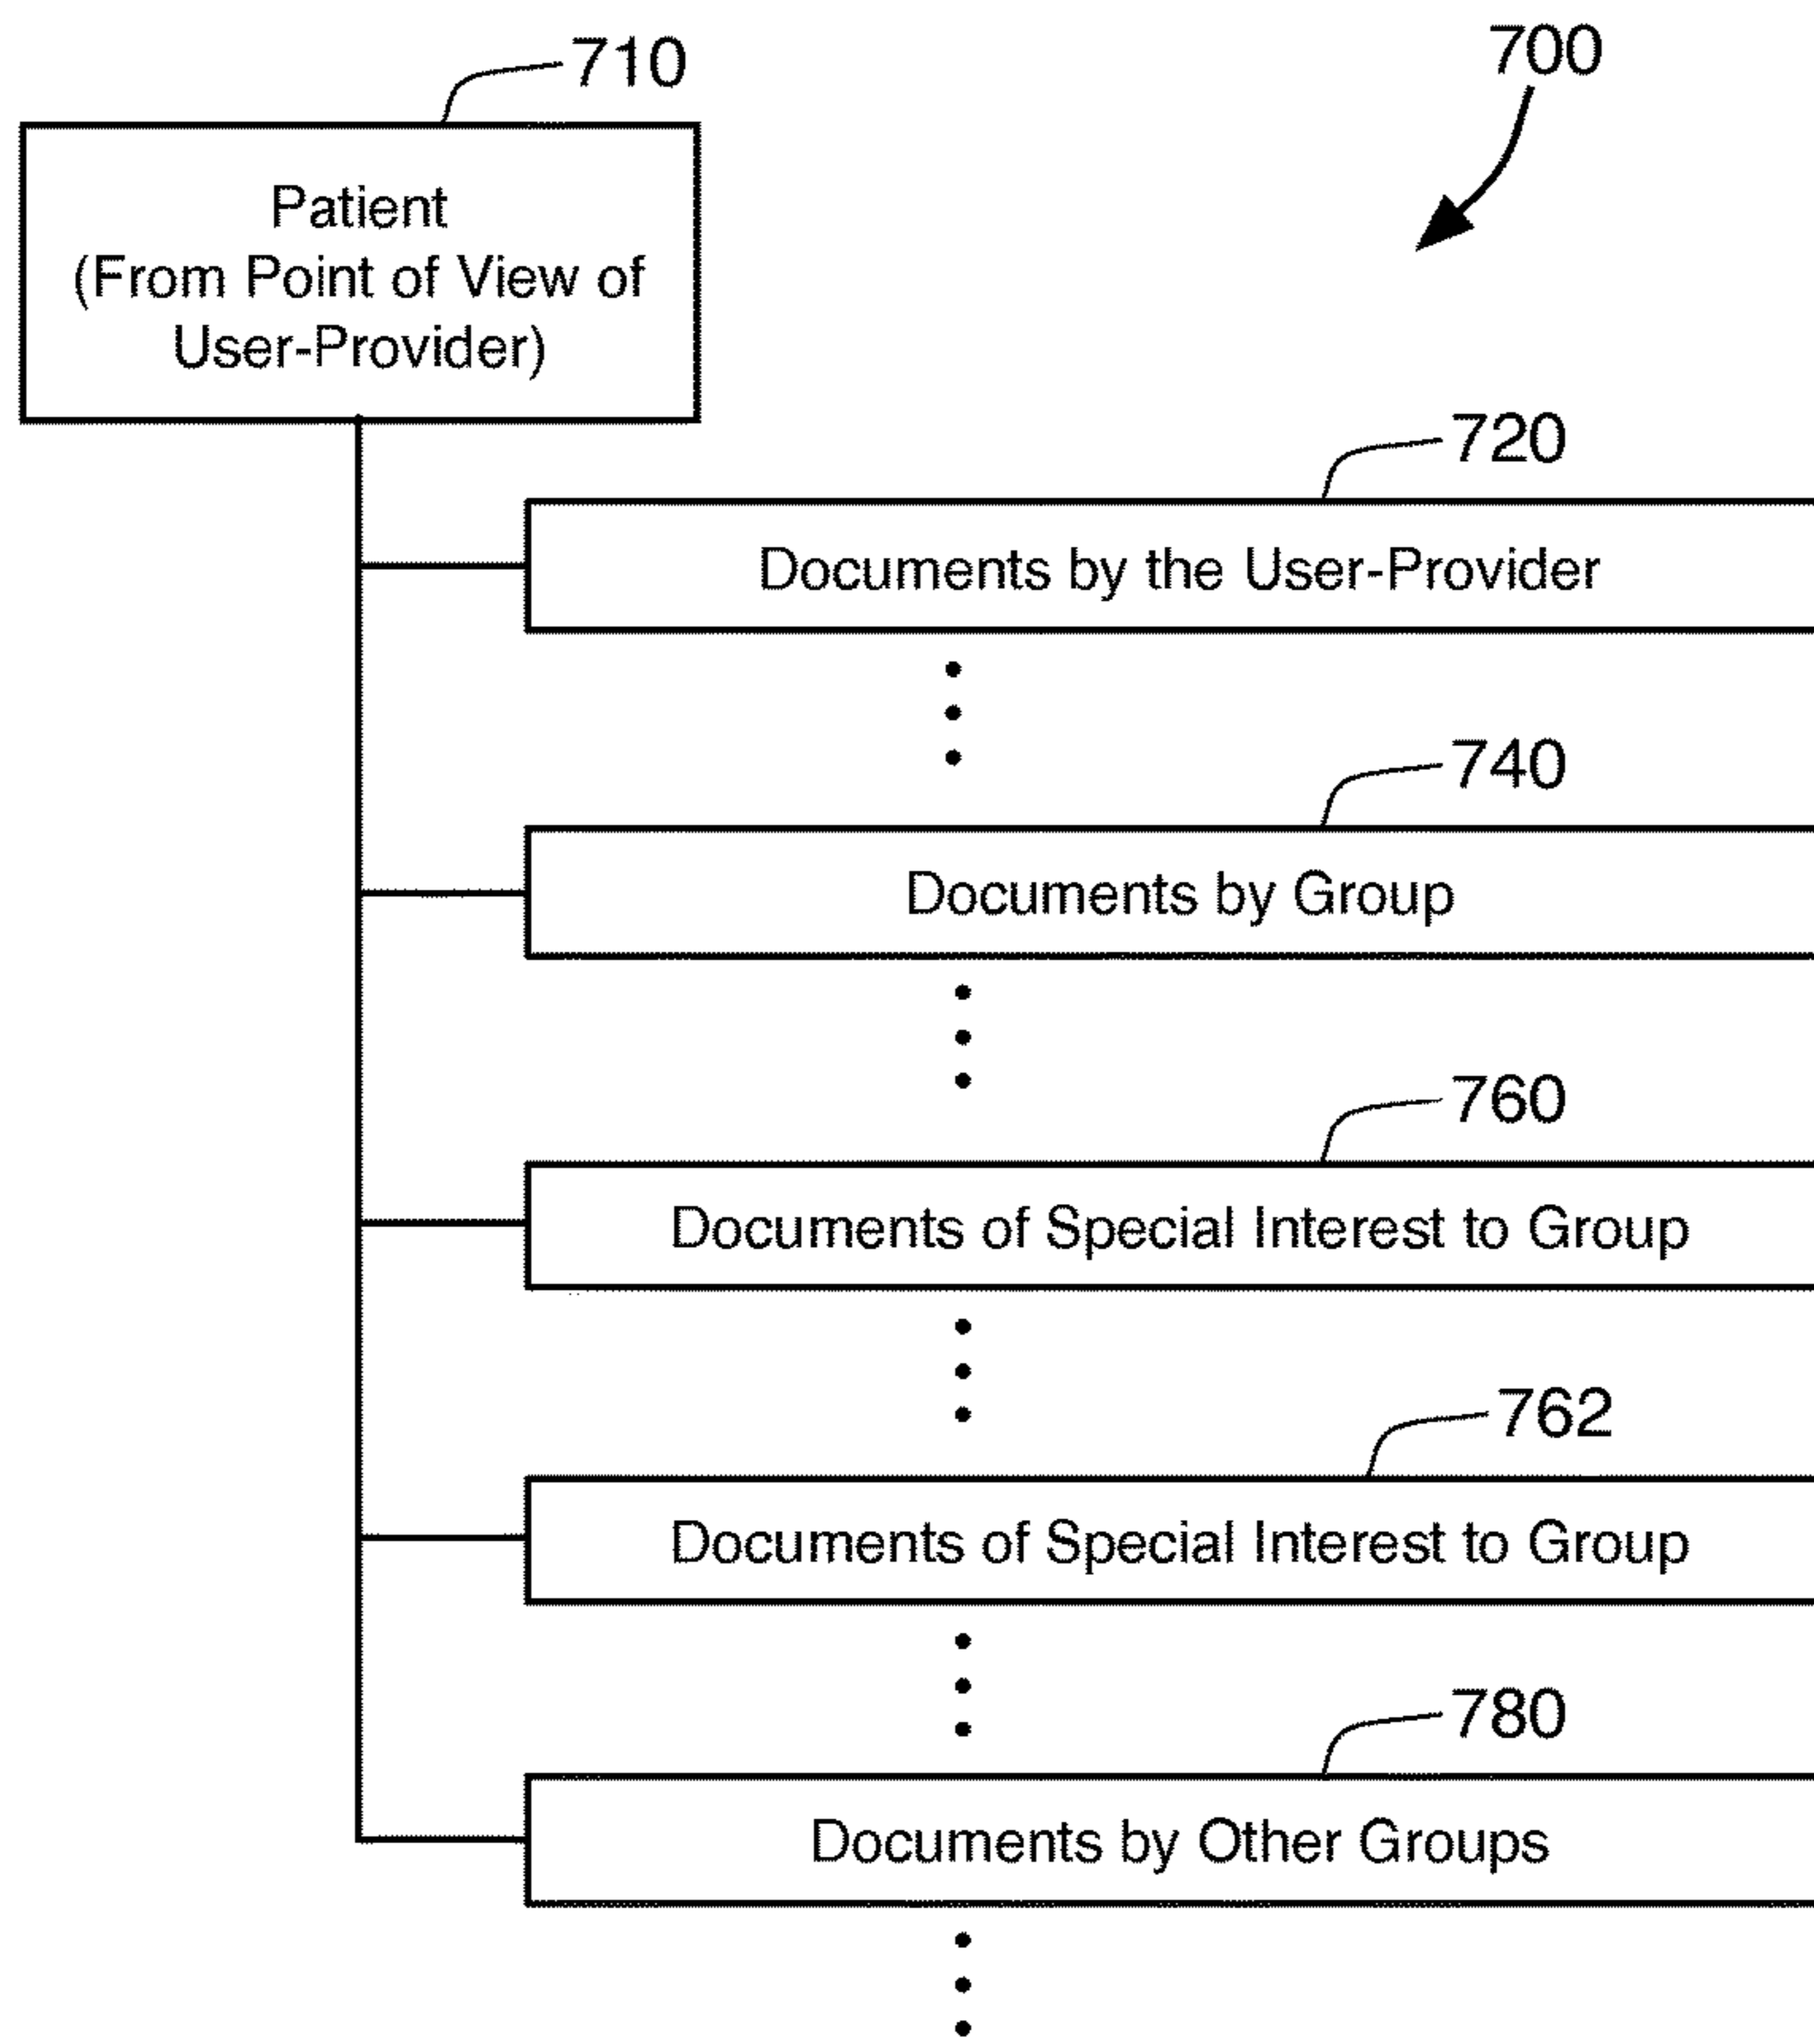 710
700
Patient
(From Point of View of
User-Provider)
720
Documents by the User-Provider
740
Documents by Group
760
Documents of Special Interest to Group
762
Documents of Special Interest to Group
780
Documents by Other Groups